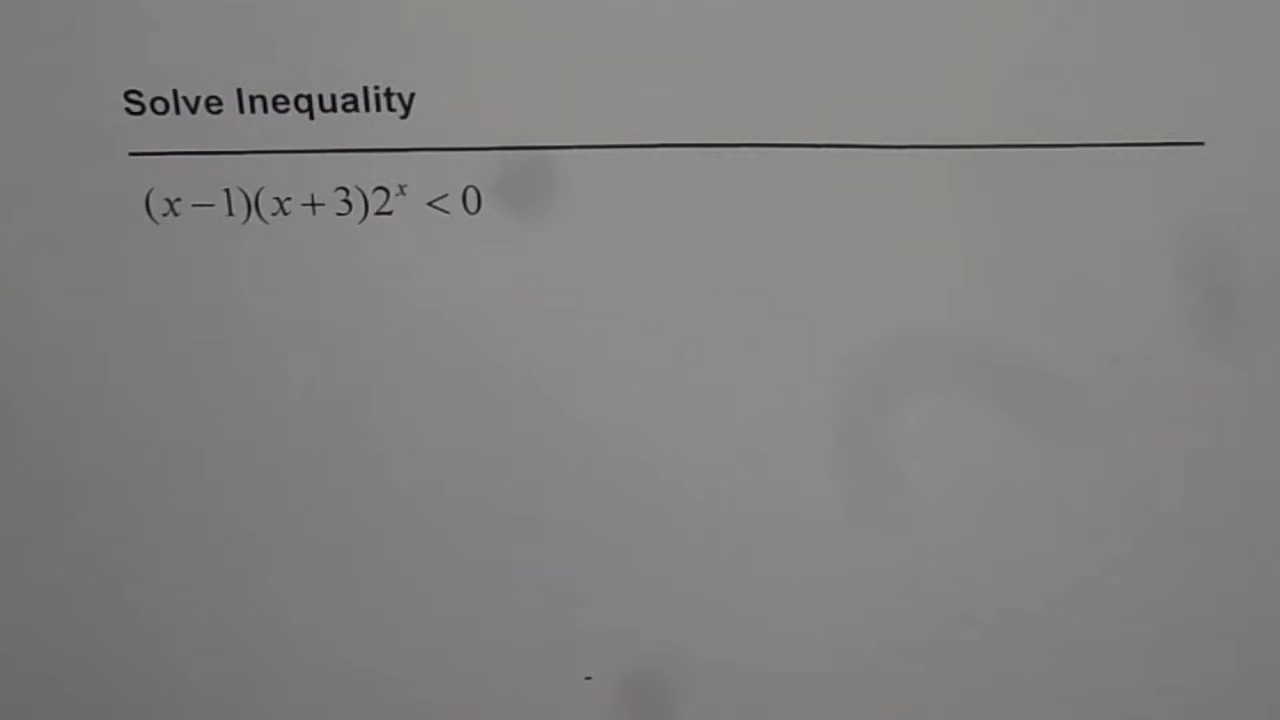 Solve Inequality
(x − 1)(x + 3)2ˣ < 0